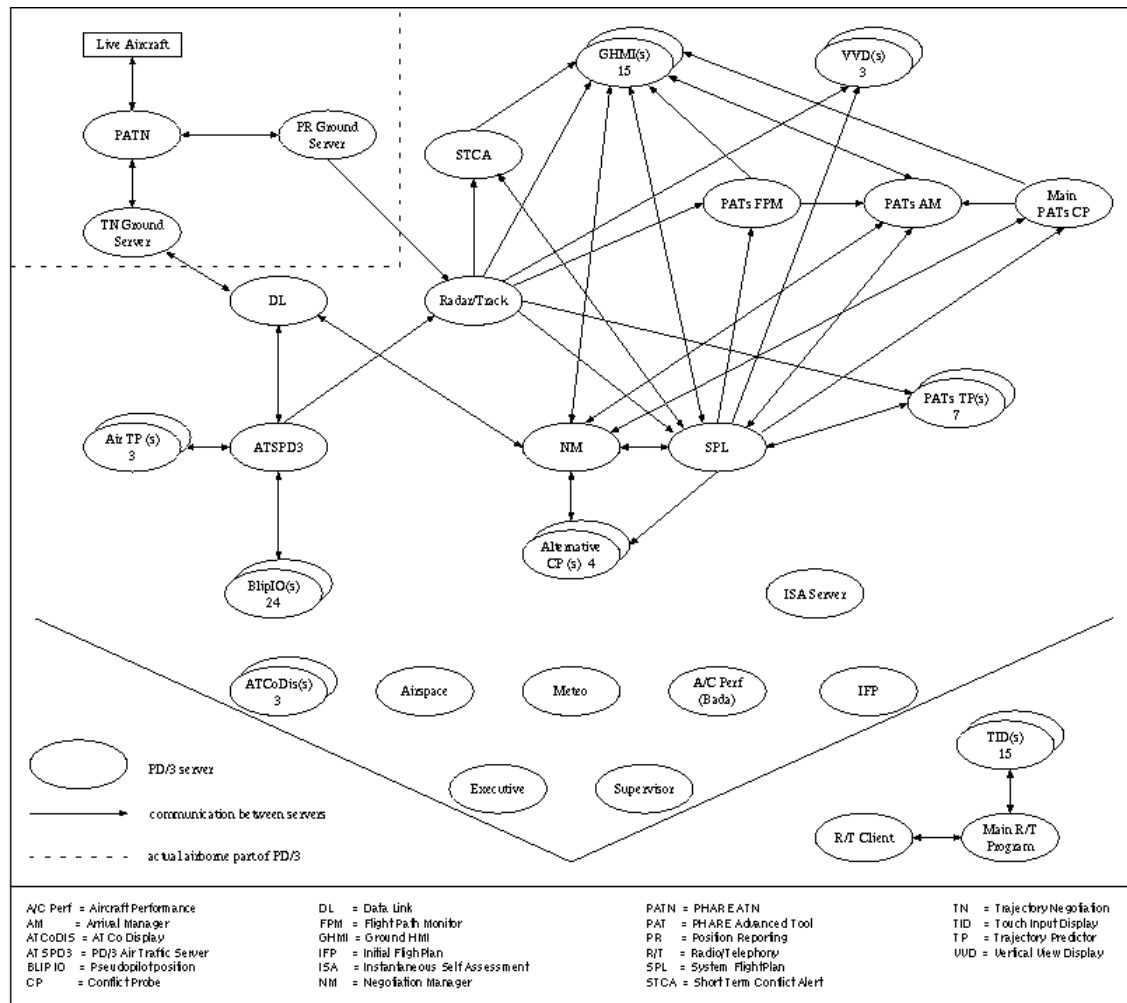 Live Aircraft
GHMI(s)
15
VVD(s)
3
PATN
PR Ground
Server
STCA
PATs FPM
PATs AM
Main
PATs CP
TN Ground
Server
DL
Radar/Track
PATs TP(s)
7
Air TP (s)
3
ATSPD3
NM
SPL
Alternative
CP (s) 4
BlipIO(s)
24
ISA Server
ATCoDis(s)
3
Airspace
Meteo
A/C Perf
(Bada)
IFP
TID(s)
15
PD/3 server
Executive
Supervisor
communication between servers
R/T Client
Main R/T
Program
actual airborne part of PD/3
A/C Perf = Aircraft Performance
AM = Arrival Manager
ATCoDIS = ATCo Display
ATSPD3 = PD/3 Air Traffic Server
BLIP IO = Pseudopilot position
CP = Conflict Probe
DL = Data Link
FPM = Flight Path Monitor
GHMI = Ground HMI
IFP = Initial FlighPlan
ISA = Instantaneous Self Assessment
NM = Negotiation Manager
PATN = PHARE ATN
PAT = PHARE Advanced Tool
PR = Position Reporting
R/T = Radio/Telephony
SPL = System FlightPlan
STCA = Short Term Conflict Alert
TN = Trajectory Negotiation
TID = Touch Input Display
TP = Trajectory Predictor
VVD = Vertical View Display